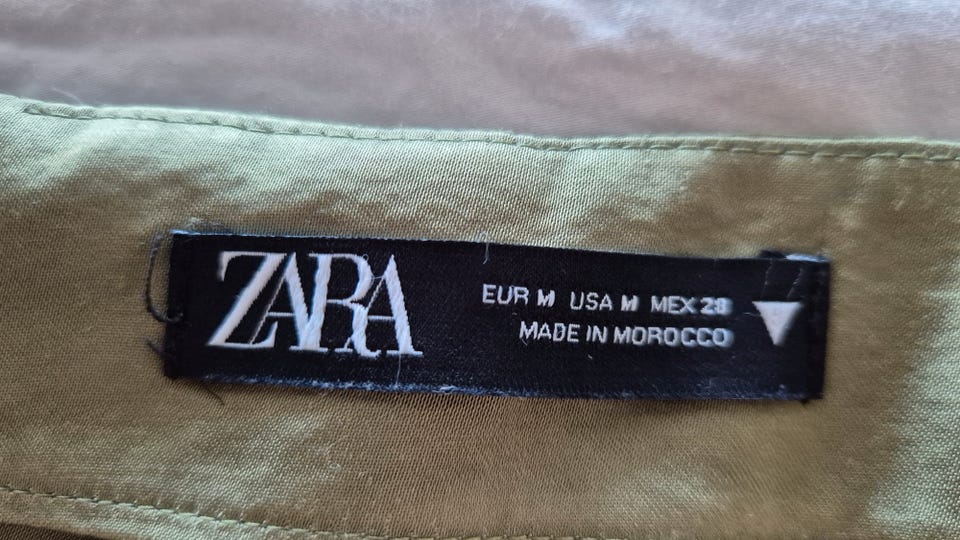 ZARA
EUR M USA M MEX 28
MADE IN MOROCCO